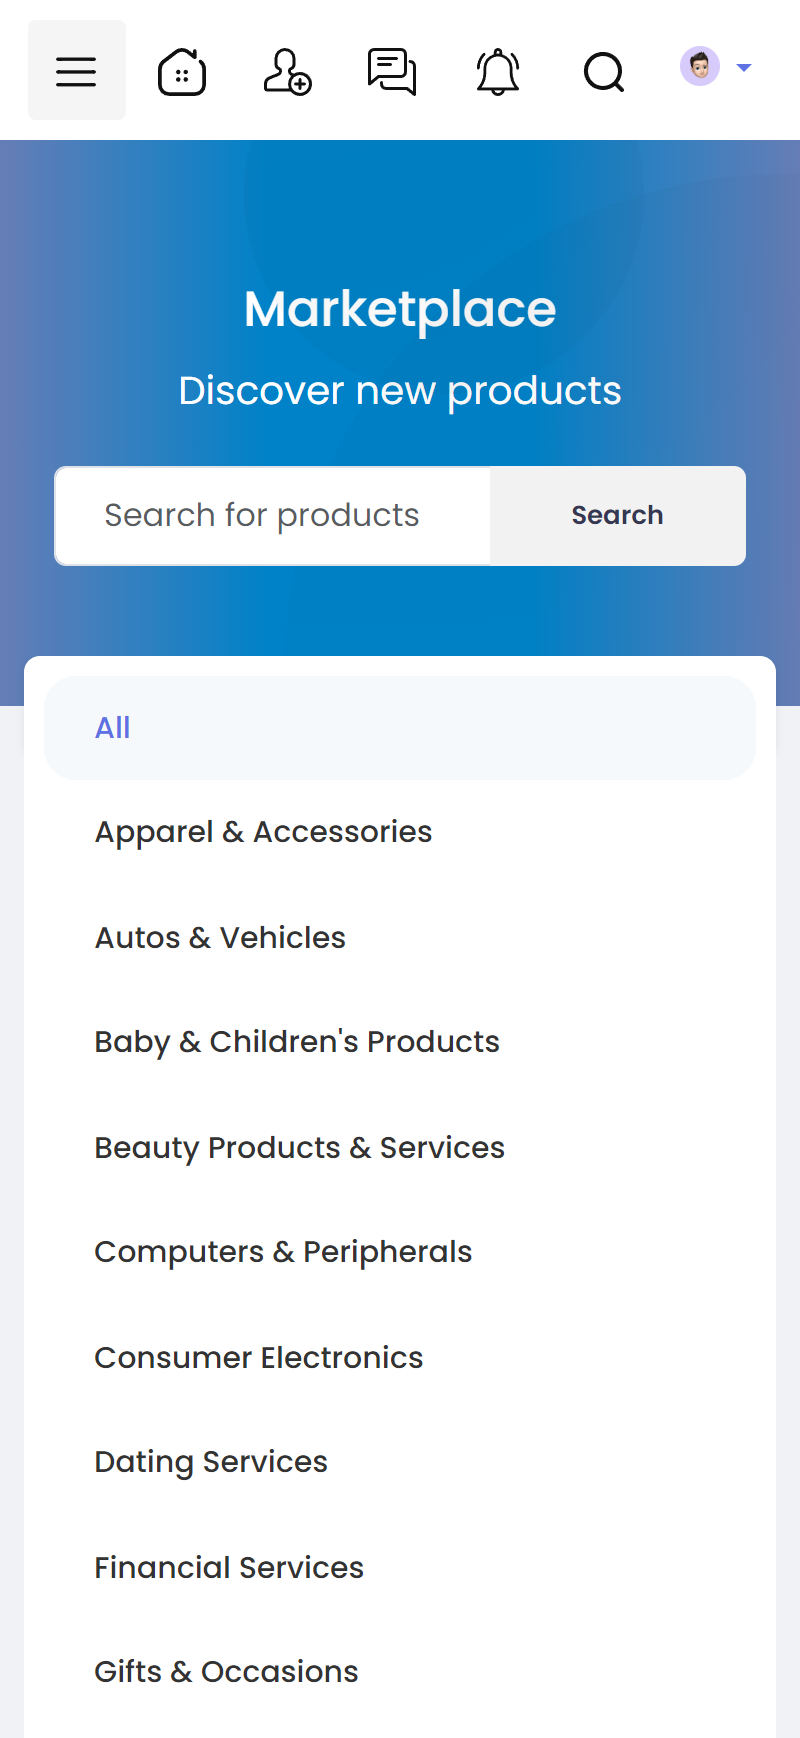 Marketplace
Discover new products
Search for products
Search
All
Apparel & Accessories
Autos & Vehicles
Baby & Children's Products
Beauty Products & Services
Computers & Peripherals
Consumer Electronics
Dating Services
Financial Services
Gifts & Occasions